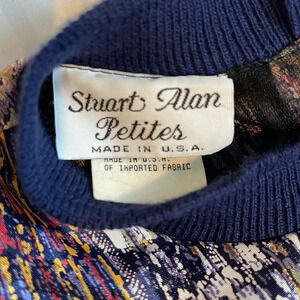 Stuart Alan
Petites
MADE IN U.S.A.
MADE IN U.S.A.
OF IMPORTED FABRIC